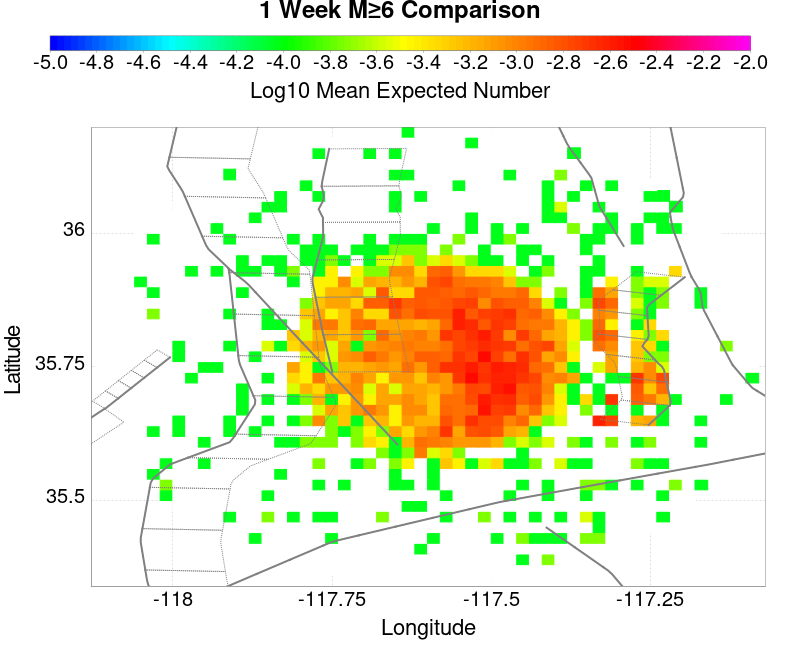 1 Week M≥6 Comparison
-5.0 -4.8 -4.6 -4.4 -4.2 -4.0 -3.8 -3.6 -3.4 -3.2 -3.0 -2.8 -2.6 -2.4 -2.2 -2.0
Log10 Mean Expected Number
36
35.75
35.5
Latitude
-118 -117.75 -117.5 -117.25
Longitude